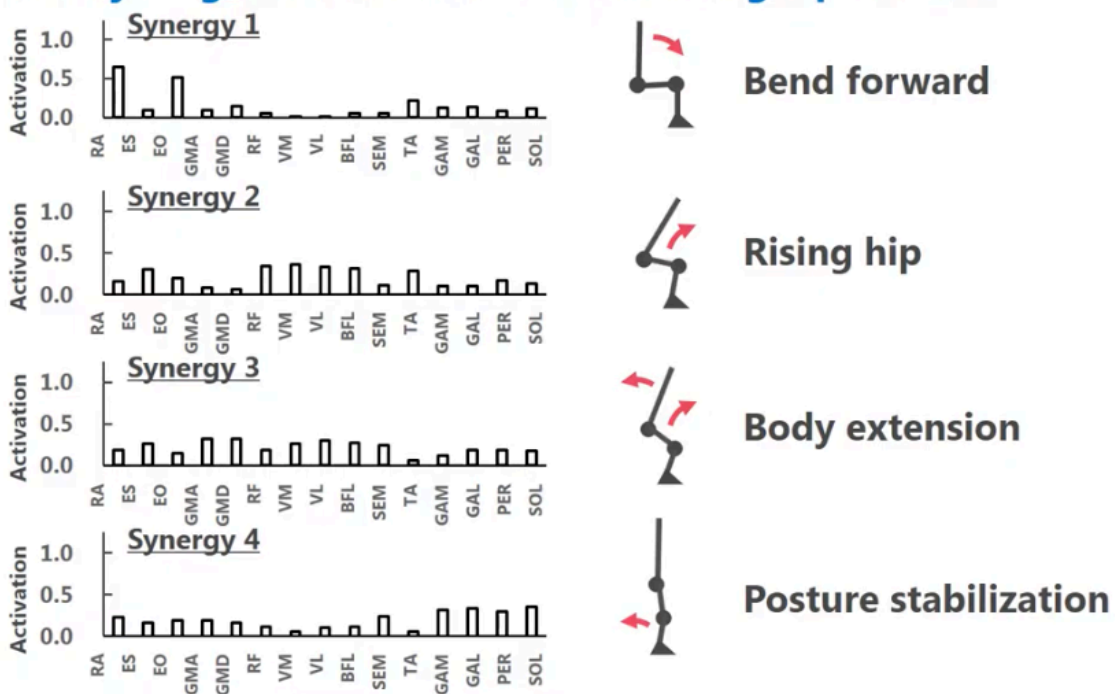 Synergy 1
Activation
1.0
0.5
0.0
RA ES EO GMA GMD RF VM VL BFL SEM TA GAM GAL PER SOL
Bend forward
Synergy 2
Activation
1.0
0.5
0.0
RA ES EO GMA GMD RF VM VL BFL SEM TA GAM GAL PER SOL
Rising hip
Synergy 3
Activation
1.0
0.5
0.0
RA ES EO GMA GMD RF VM VL BFL SEM TA GAM GAL PER SOL
Body extension
Synergy 4
Activation
1.0
0.5
0.0
RA ES EO GMA GMD RF VM VL BFL SEM TA GAM GAL PER SOL
Posture stabilization